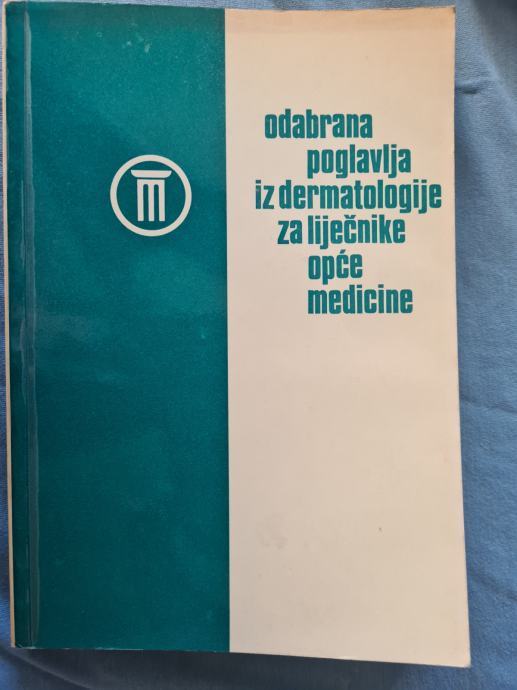 odabrana
poglavlja
iz dermatologije
za liječnike
opće
medicine